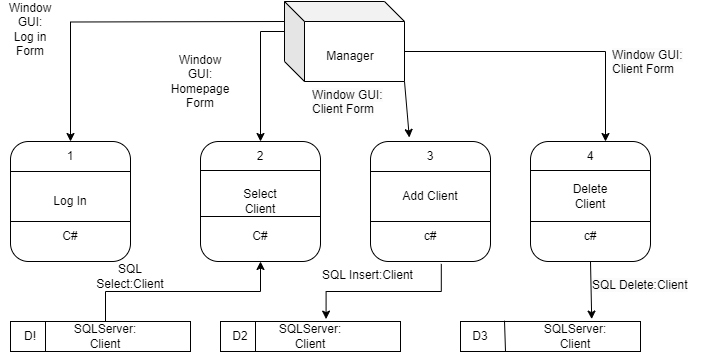 Window
GUI:
Log in
Form
Window
GUI:
Homepage
Form
Manager
Window GUI:
Client Form
Window GUI:
Client Form
1
Log In
C#
2
Select
Client
C#
3
Add Client
c#
4
Delete
Client
c#
SQL
Select:Client
SQL Insert:Client
SQL Delete:Client
D!
SQLServer:
Client
D2
SQLServer:
Client
D3
SQLServer:
Client